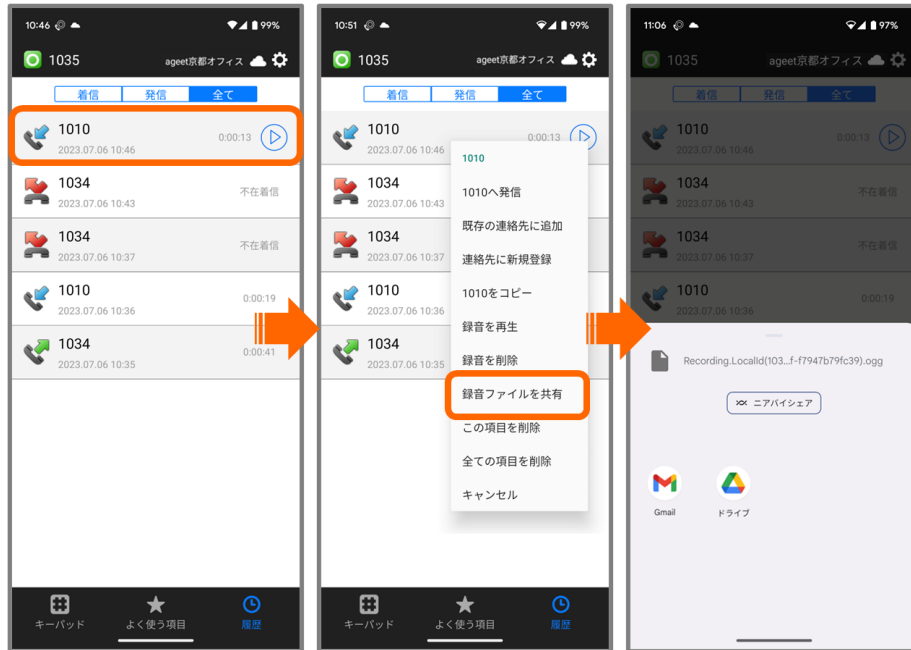 10:46
99%
1035
ageet京都オフィス
着信
発信
全て
1010
2023.07.06 10:46
0:00:13
1034
2023.07.06 10:43
不在着信
1034
2023.07.06 10:37
不在着信
1010
2023.07.06 10:36
0:00:19
1034
2023.07.06 10:35
0:00:41
キーパッド
よく使う項目
履歴
10:51
99%
1035
ageet京都オフィス
着信
発信
全て
1010
2023.07.06 10:46
0:00:13
1034
2023.07.06 10:43
1034
2023.07.06 10:37
1010
2023.07.06 10:36
1034
2023.07.06 10:35
1010
1010へ発信
既存の連絡先に追加
連絡先に新規登録
1010をコピー
録音を再生
録音を削除
録音ファイルを共有
この項目を削除
全ての項目を削除
キャンセル
キーパッド
よく使う項目
履歴
11:06
97%
1035
ageet京都オフィス
着信
発信
全て
1010
2023.07.06 10:46
0:00:13
1034
2023.07.06 10:43
不在着信
1034
2023.07.06 10:37
不在着信
1010
2023.07.06 10:36
0:00:19
Recording.LocalId(103...f-f7947b79fc39).ogg
ニアバイシェア
Gmail
ドライブ